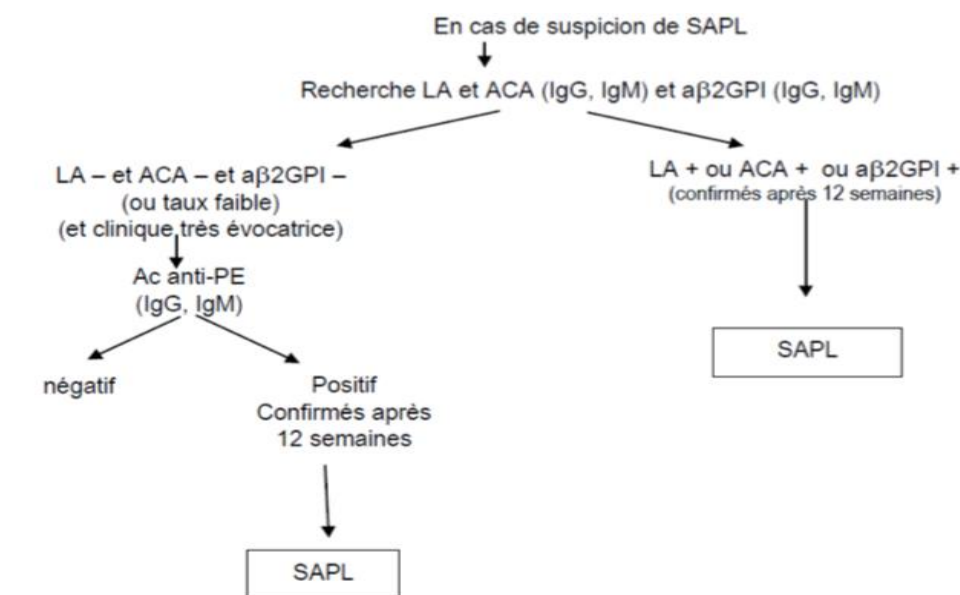 En cas de suspicion de SAPL
Recherche LA et ACA (IgG, IgM) et aβ2GPI (IgG, IgM)
LA – et ACA – et aβ2GPI –
(ou taux faible)
(et clinique très évocatrice)
LA + ou ACA + ou aβ2GPI +
(confirmés après 12 semaines)
Ac anti-PE
(IgG, IgM)
SAPL
négatif
Positif
Confirmés après
12 semaines
SAPL